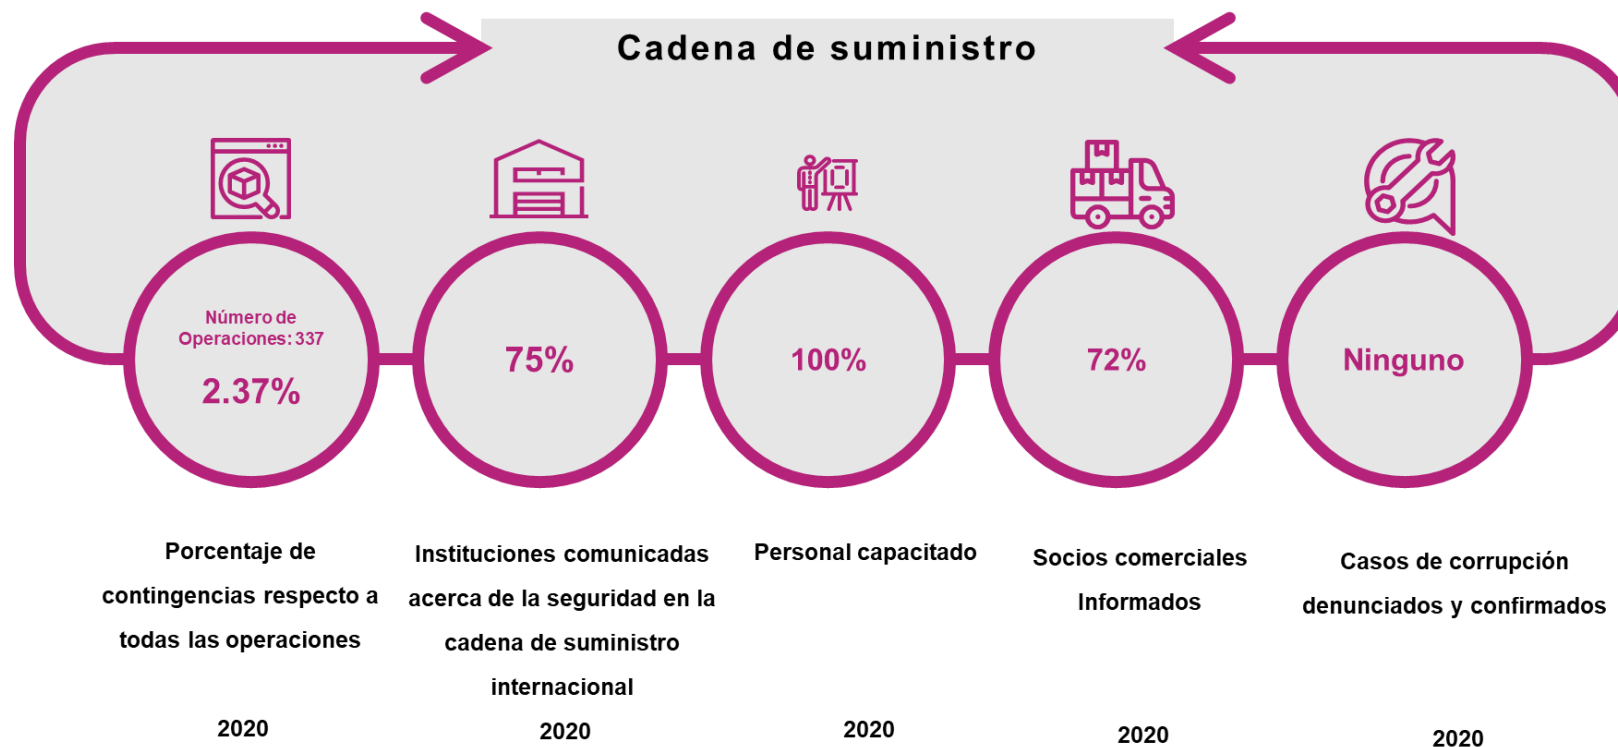 Cadena de suministro
Número de
Operaciones: 337
2.37%
75%
100%
72%
Ninguno
Porcentaje de
contingencias respecto a
todas las operaciones
2020
Instituciones comunicadas
acerca de la seguridad en la
cadena de suministro
internacional
2020
Personal capacitado
2020
Socios comerciales
Informados
2020
Casos de corrupción
denunciados y confirmados
2020